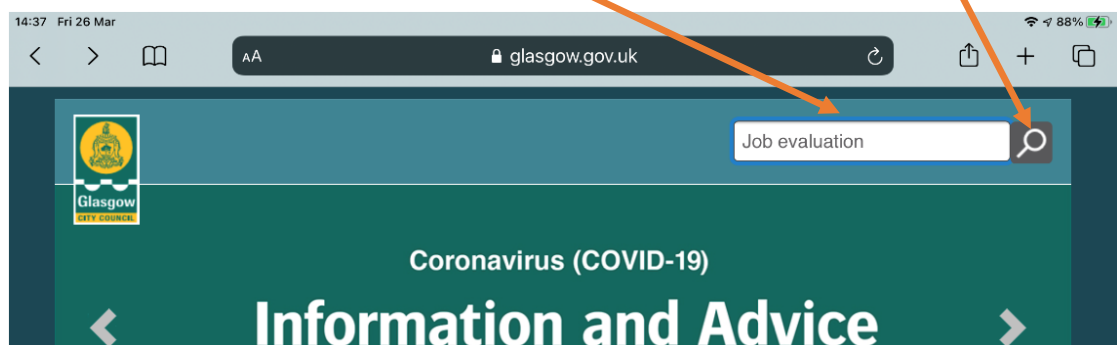 14:37 Fri 26 Mar
88%
AA
glasgow.gov.uk
Job evaluation
Glasgow
CITY COUNCIL
Coronavirus (COVID-19)
Information and Advice